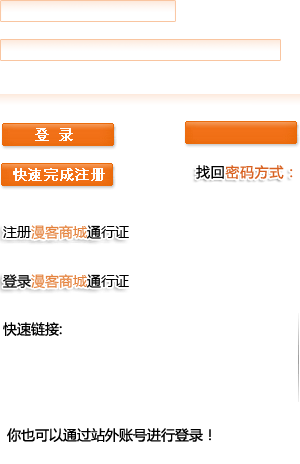 登 录
快速完成注册
找回密码方式：
注册漫客商城通行证
登录漫客商城通行证
快速链接:
你也可以通过站外账号进行登录！